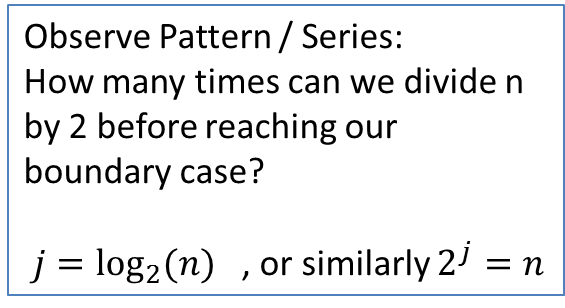 Observe Pattern / Series:
How many times can we divide n
by 2 before reaching our
boundary case?
j = log₂(n) , or similarly 2ʲ = n